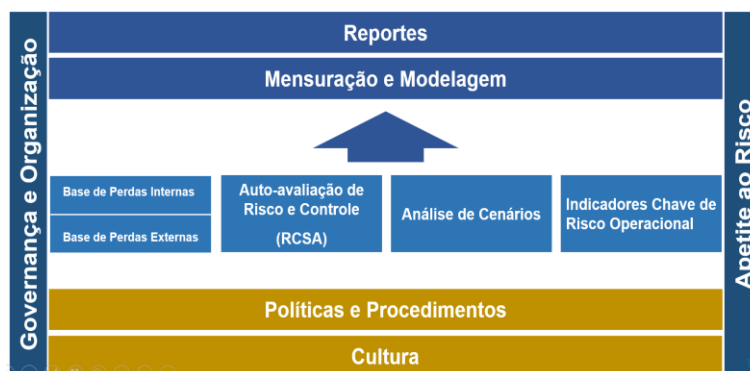 Governança e Organização
Reportes
Mensuração e Modelagem
Base de Perdas Internas
Base de Perdas Externas
Auto-avaliação de
Risco e Controle
(RCSA)
Análise de Cenários
Indicadores Chave de
Risco Operacional
Políticas e Procedimentos
Cultura
Apetite ao Risco